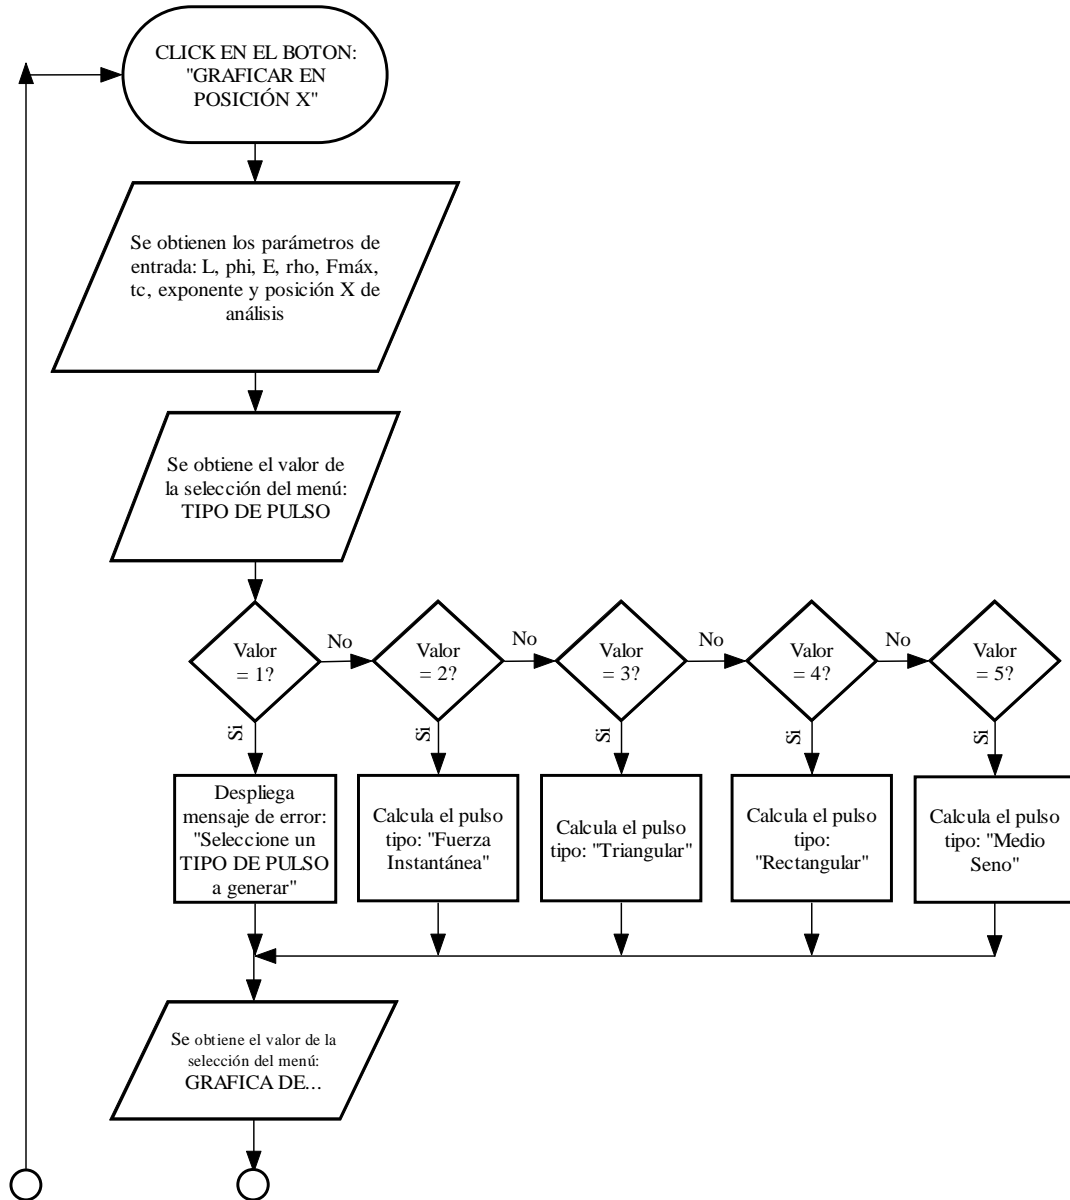 CLICK EN EL BOTON:
"GRAFICAR EN
POSICIÓN X"
Se obtienen los parámetros de
entrada: L, phi, E, rho, Fmáx,
tc, exponente y posición X de
análisis
Se obtiene el valor de
la selección del menú:
TIPO DE PULSO
Valor
= 1?
No
Valor
= 2?
No
Valor
= 3?
No
Valor
= 4?
No
Valor
= 5?
Si
Si
Si
Si
Si
Despliega
mensaje de error:
"Seleccione un
TIPO DE PULSO
a generar"
Calcula el pulso
tipo: "Fuerza
Instantánea"
Calcula el pulso
tipo: "Triangular"
Calcula el pulso
tipo:
"Rectangular"
Calcula el pulso
tipo: "Medio
Seno"
Se obtiene el valor de la
selección del menú:
GRAFICA DE...